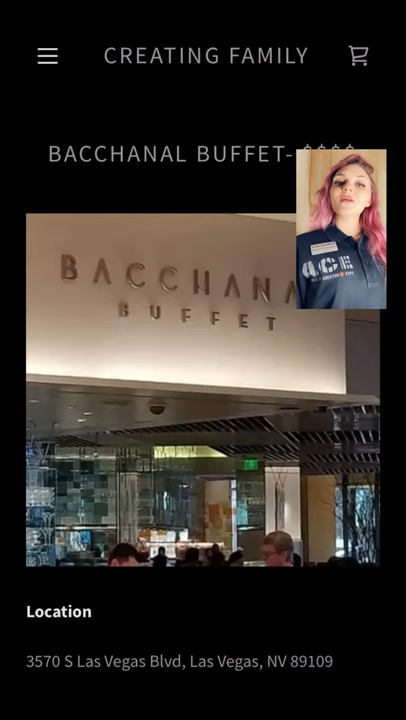 CREATING FAMILY
BACCHANAL BUFFET- $$$$
BACCHANA
BUFFET
ACE
Location
3570 S Las Vegas Blvd, Las Vegas, NV 89109